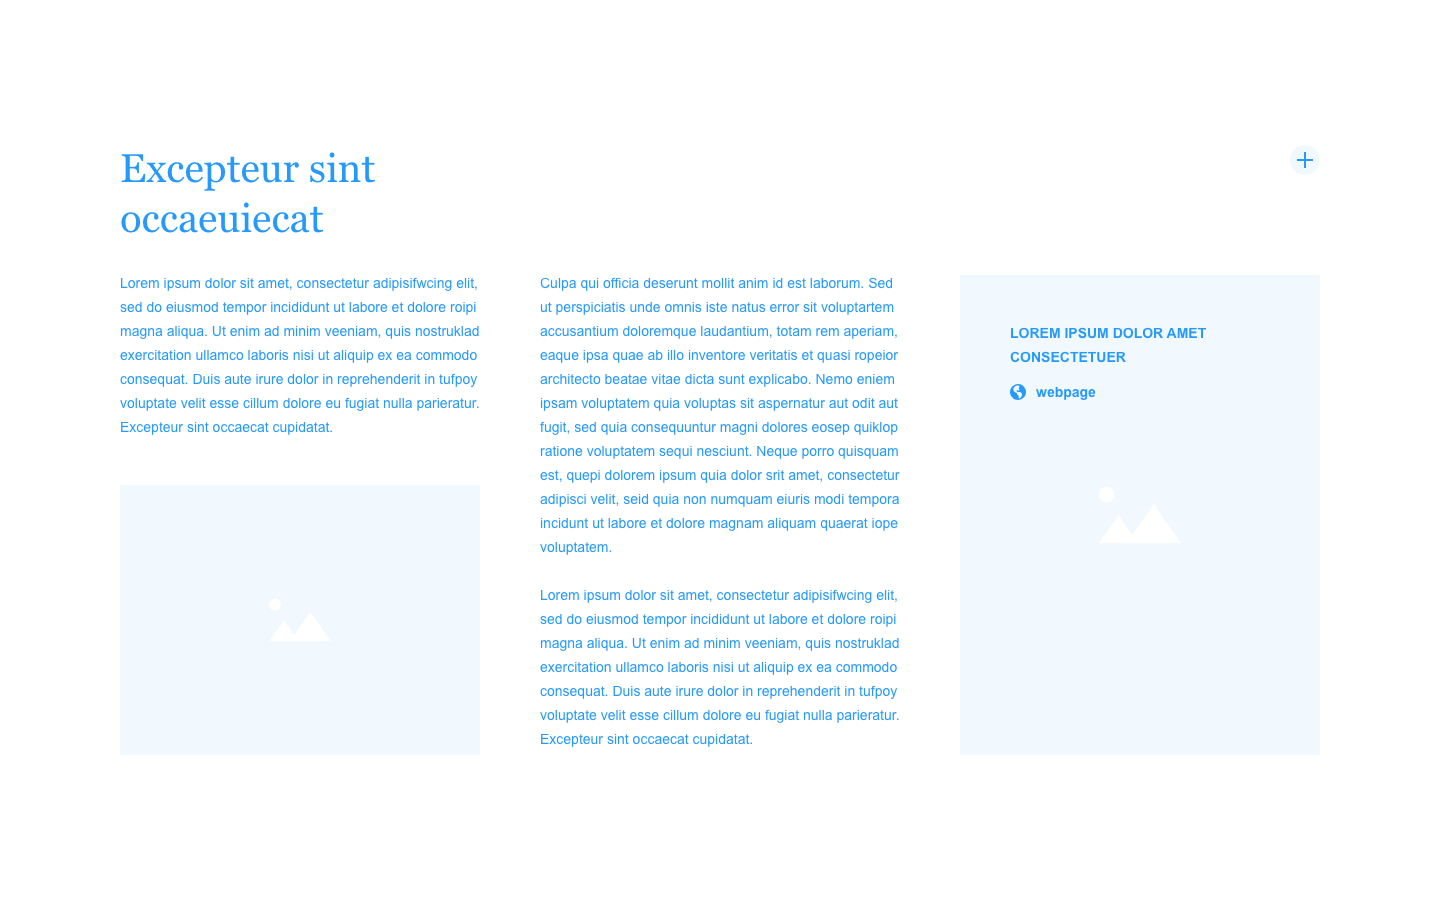 Excepteur sint
occaeuiecat
Lorem ipsum dolor sit amet, consectetur adipisifwcing elit,
sed do eiusmod tempor incididunt ut labore et dolore roipi
magna aliqua. Ut enim ad minim veeniam, quis nostruklad
exercitation ullamco laboris nisi ut aliquip ex ea commodo
consequat. Duis aute irure dolor in reprehenderit in tufpoy
voluptate velit esse cillum dolore eu fugiat nulla parieratur.
Excepteur sint occaecat cupidatat.
Culpa qui officia deserunt mollit anim id est laborum. Sed
ut perspiciatis unde omnis iste natus error sit voluptartem
accusantium doloremque laudantium, totam rem aperiam,
eaque ipsa quae ab illo inventore veritatis et quasi ropeior
architecto beatae vitae dicta sunt explicabo. Nemo eniem
ipsam voluptatem quia voluptas sit aspernatur aut odit aut
fugit, sed quia consequuntur magni dolores eosep quiklop
ratione voluptatem sequi nesciunt. Neque porro quisquam
est, quepi dolorem ipsum quia dolor srit amet, consectetur
adipisci velit, seid quia non numquam eiuris modi tempora
incidunt ut labore et dolore magnam aliquam quaerat iope
voluptatem.
Lorem ipsum dolor sit amet, consectetur adipisifwcing elit,
sed do eiusmod tempor incididunt ut labore et dolore roipi
magna aliqua. Ut enim ad minim veeniam, quis nostruklad
exercitation ullamco laboris nisi ut aliquip ex ea commodo
consequat. Duis aute irure dolor in reprehenderit in tufpoy
voluptate velit esse cillum dolore eu fugiat nulla parieratur.
Excepteur sint occaecat cupidatat.
LOREM IPSUM DOLOR AMET
CONSECTETUER
webpage